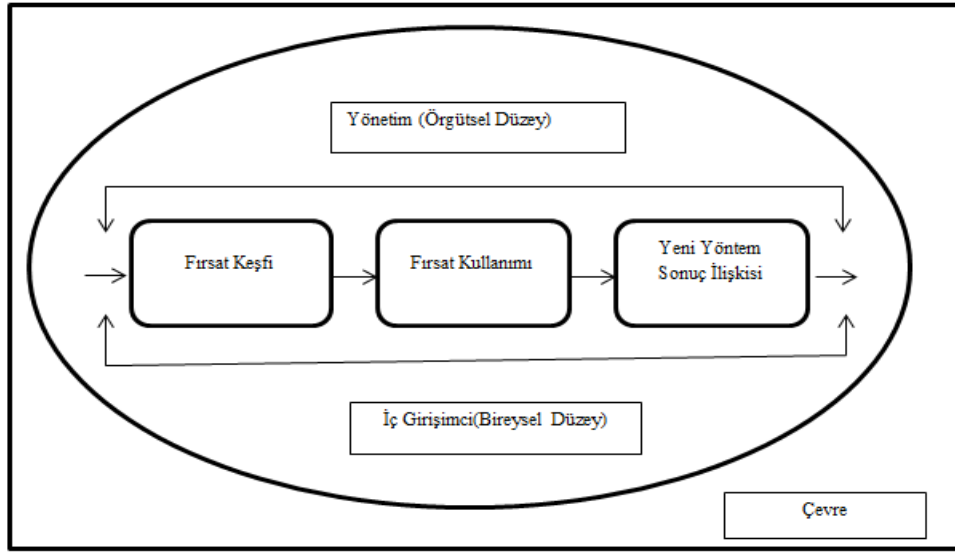 Yönetim (Örgütsel Düzey)
Fırsat Keşfi
Fırsat Kullanımı
Yeni Yöntem
Sonuç İlişkisi
İç Girişimci(Bireysel Düzey)
Çevre